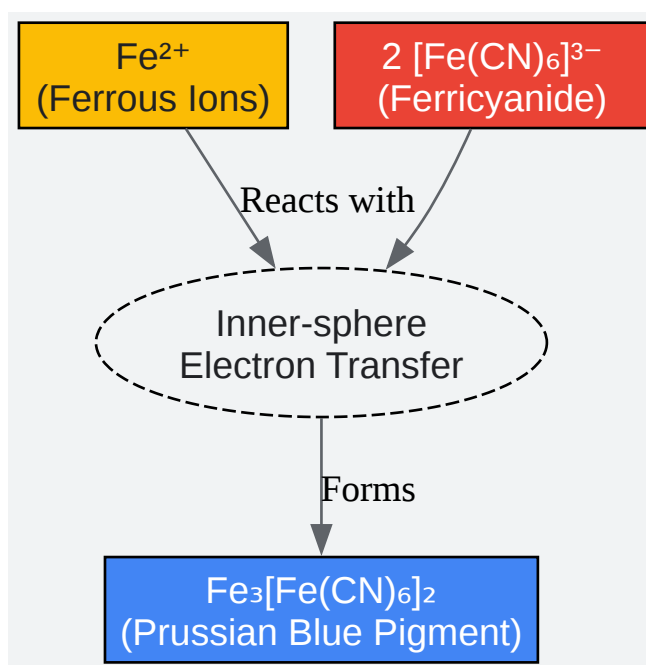 Fe²⁺
(Ferrous Ions)
2 [Fe(CN)₆]³⁻
(Ferricyanide)
Reacts with
Inner-sphere
Electron Transfer
Forms
Fe₃[Fe(CN)₆]₂
(Prussian Blue Pigment)